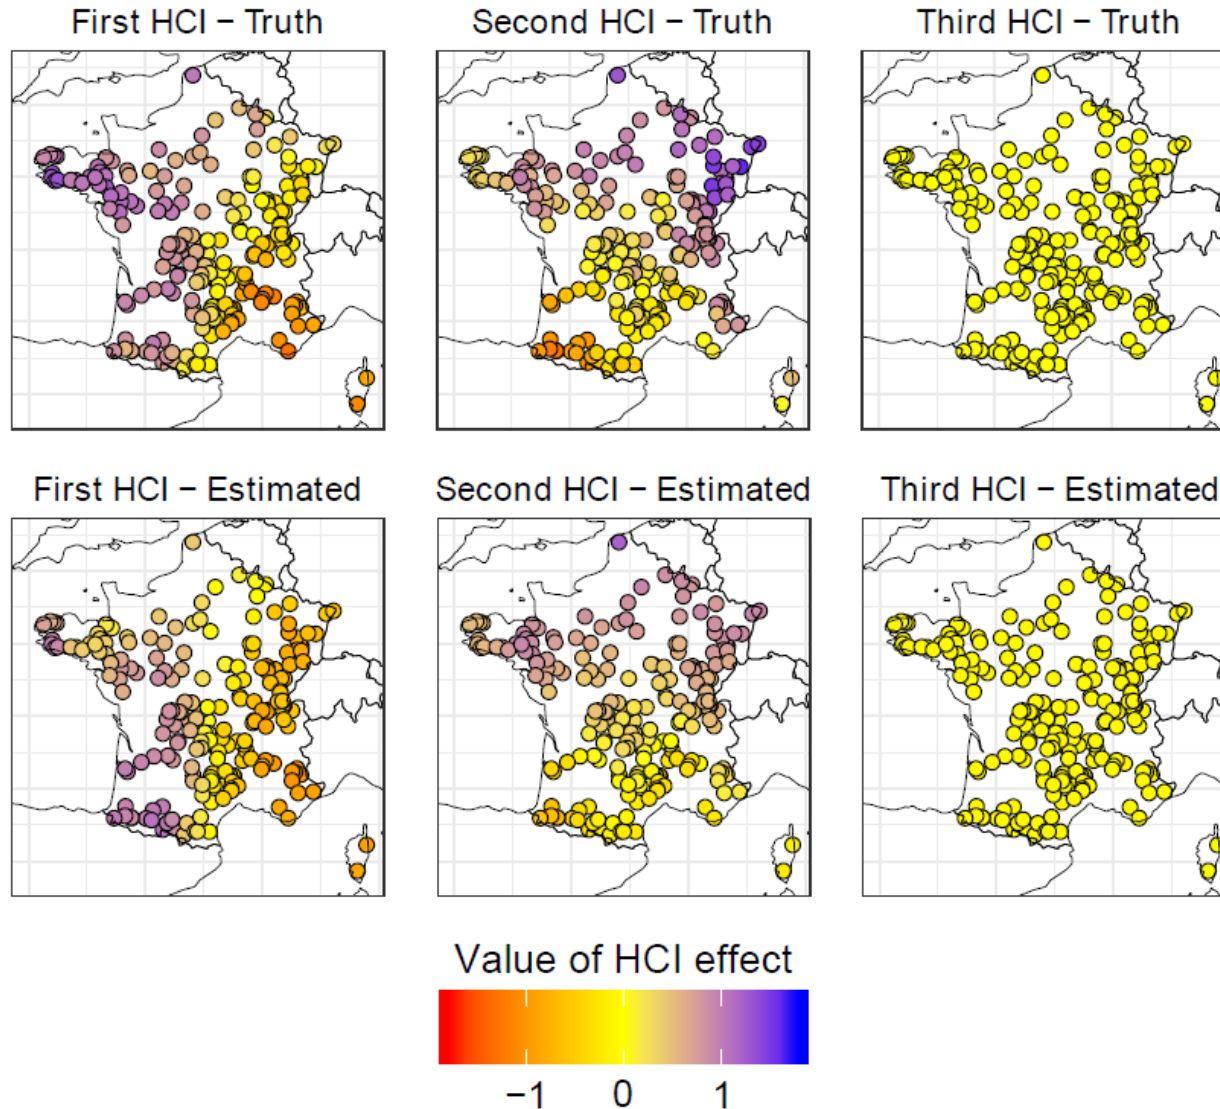 First HCI − Truth
Second HCI − Truth
Third HCI − Truth
First HCI − Estimated
Second HCI − Estimated
Third HCI − Estimated
Value of HCI effect
−1 0 1